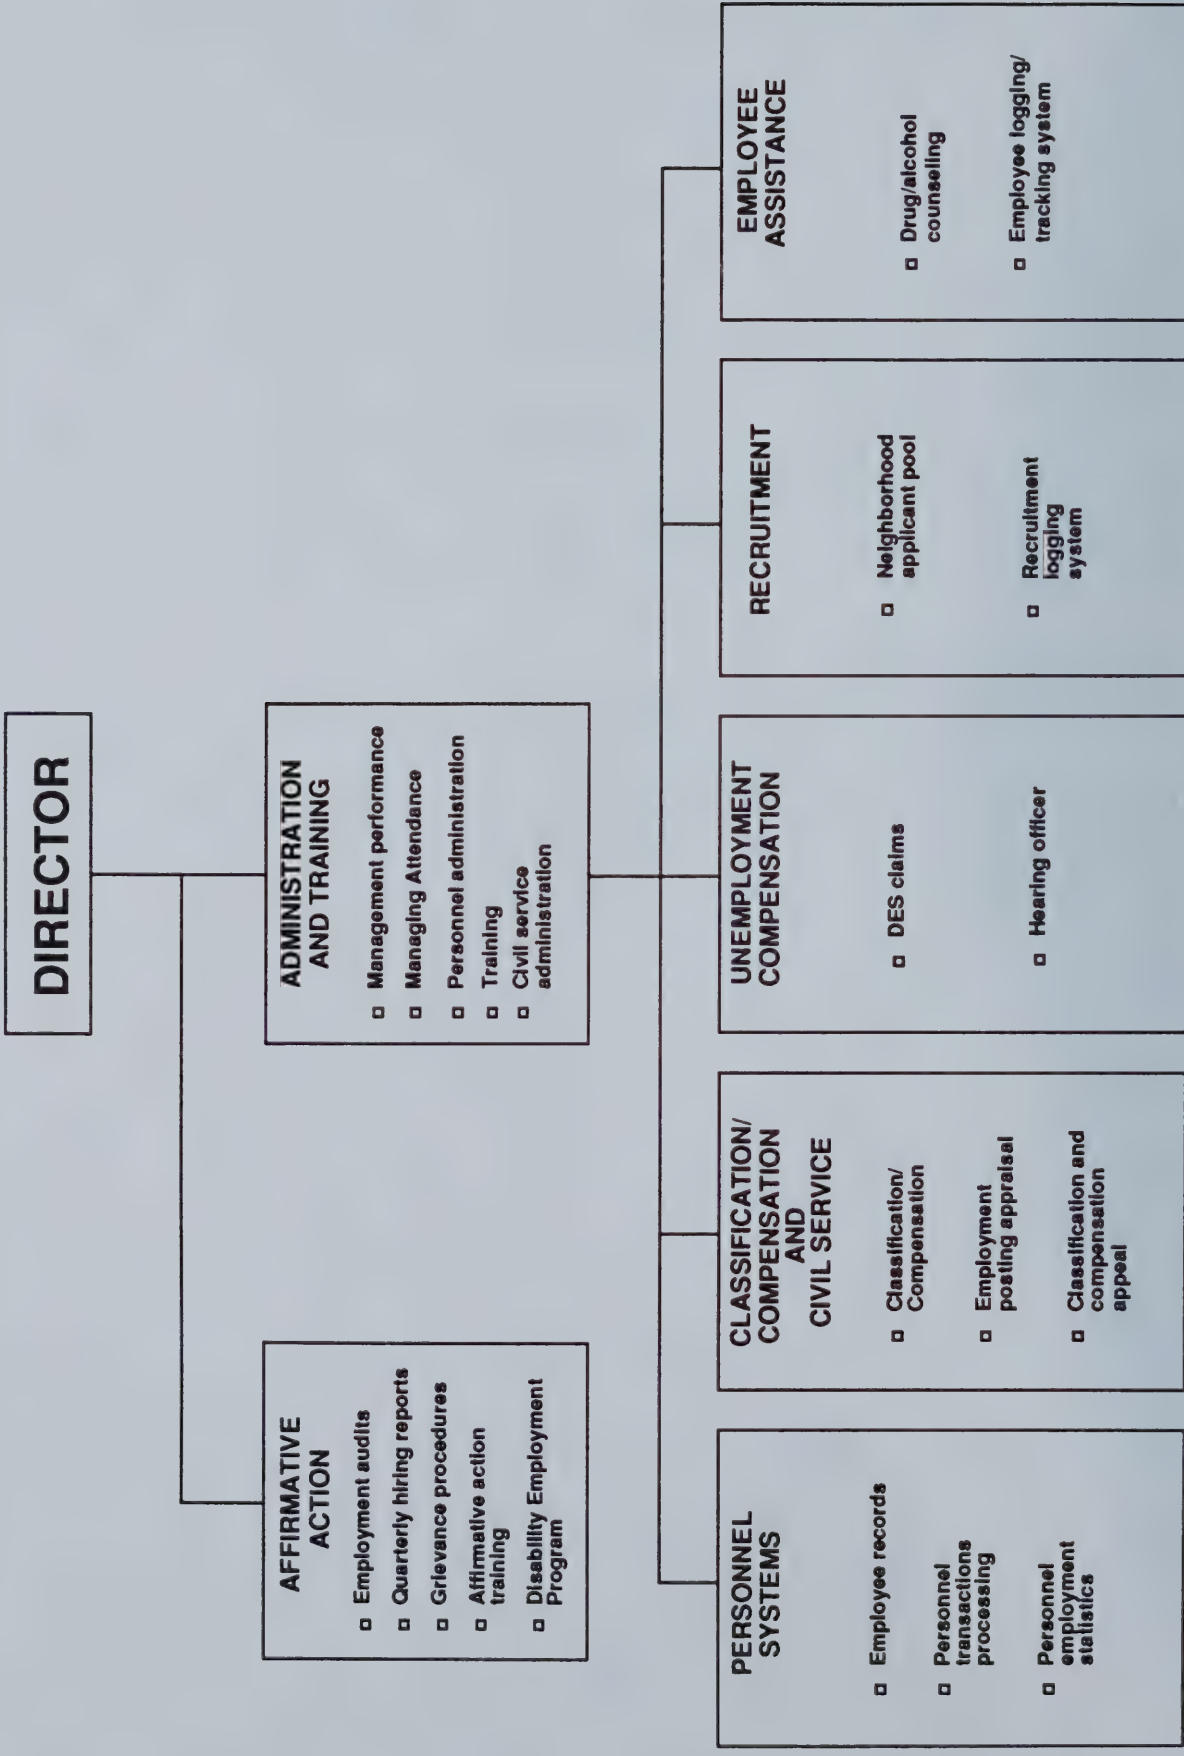 DIRECTOR
AFFIRMATIVE
ACTION
▫ Employment audits
▫ Quarterly hiring reports
▫ Grievance procedures
▫ Affirmative action
training
▫ Disability Employment
Program
ADMINISTRATION
AND TRAINING
▫ Management performance
▫ Managing Attendance
▫ Personnel administration
▫ Training
▫ Civil service
administration
PERSONNEL
SYSTEMS
▫ Employee records
▫ Personnel
transactions
processing
▫ Personnel
employment
statistics
CLASSIFICATION/
COMPENSATION
AND
CIVIL SERVICE
▫ Classification/
Compensation
▫ Employment
posting appraisal
▫ Classification and
compensation
appeal
UNEMPLOYMENT
COMPENSATION
▫ DES claims
▫ Hearing officer
RECRUITMENT
▫ Neighborhood
applicant pool
▫ Recruitment
logging
system
EMPLOYEE
ASSISTANCE
▫ Drug/alcohol
counseling
▫ Employee logging/
tracking system